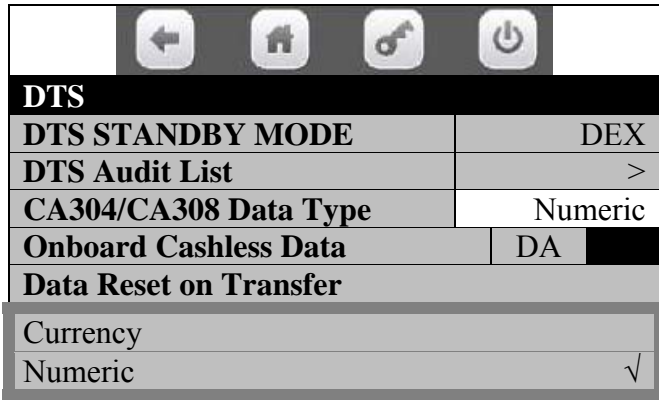 DTS
DTS STANDBY MODE DEX
DTS Audit List >
CA304/CA308 Data Type Numeric
Onboard Cashless Data DA
Data Reset on Transfer
Currency
Numeric √